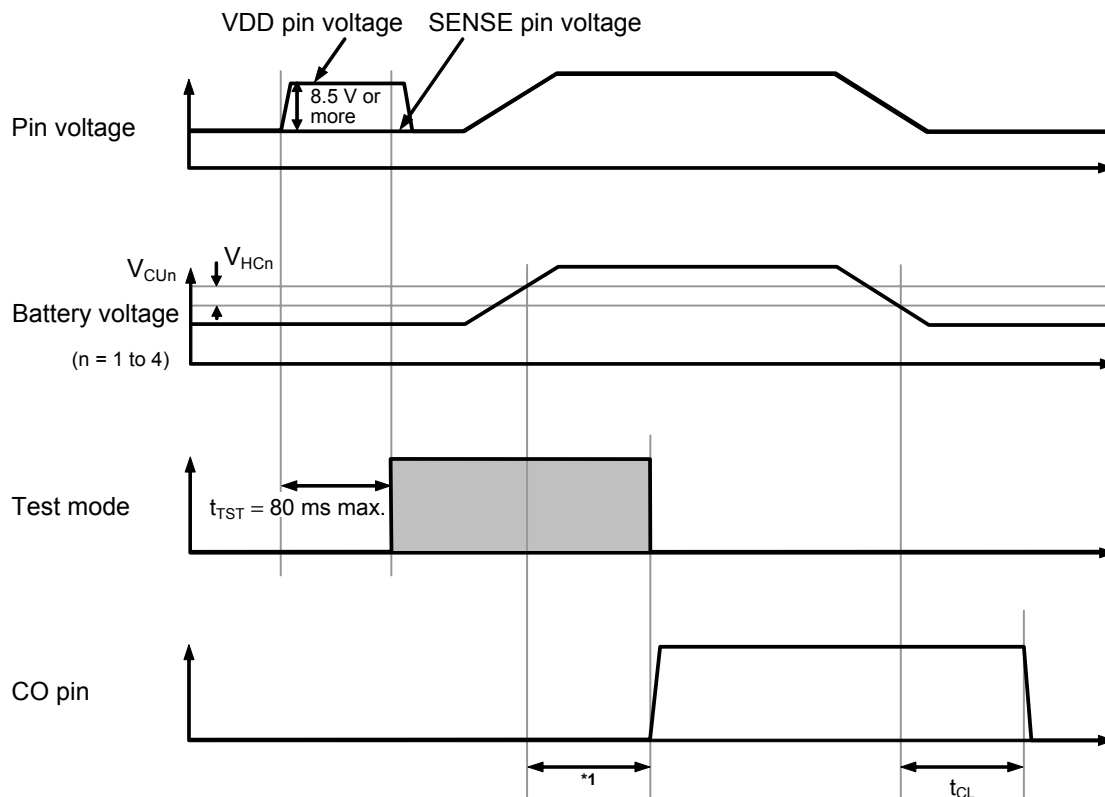 VDD pin voltage
SENSE pin voltage
8.5 V or
more
Pin voltage
VCUn
VHCn
Battery voltage
(n = 1 to 4)
Test mode
tTST = 80 ms max.
CO pin
*1
tCL